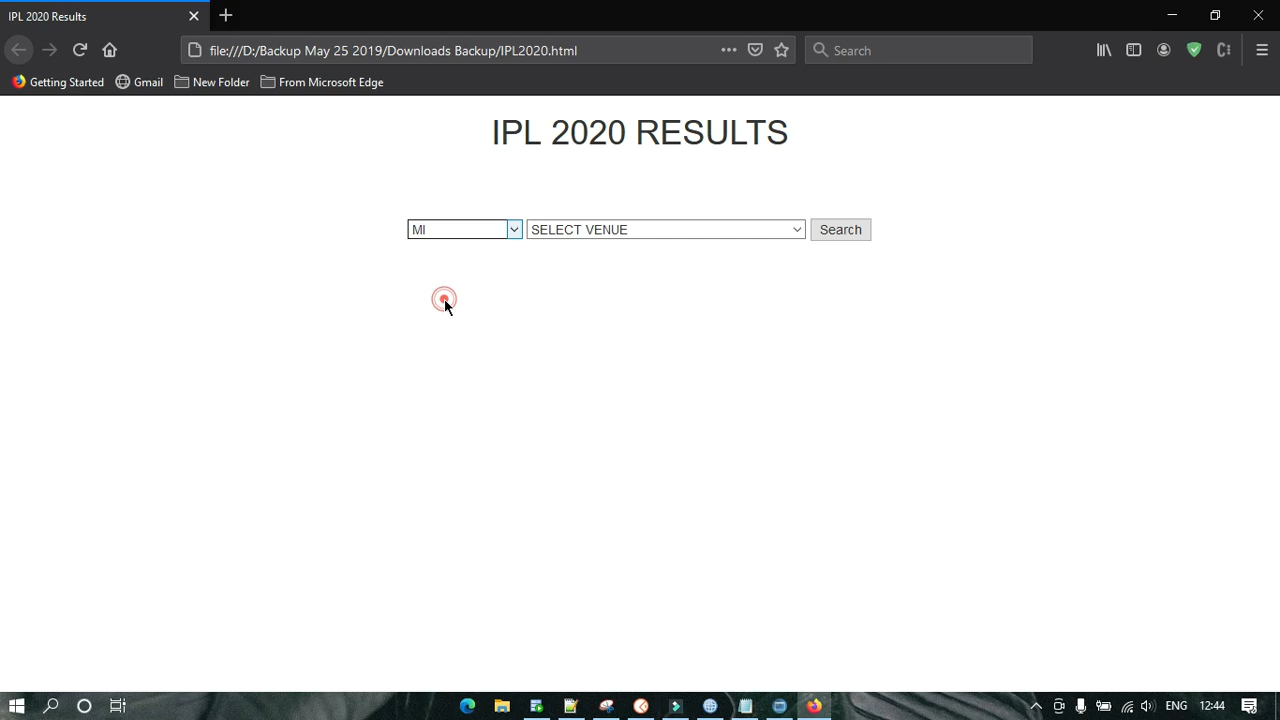 IPL 2020 Results
file:///D:/Backup May 25 2019/Downloads Backup/IPL2020.html
Search
Getting Started
Gmail
New Folder
From Microsoft Edge
IPL 2020 RESULTS
MI
SELECT VENUE
Search
ENG
12:44